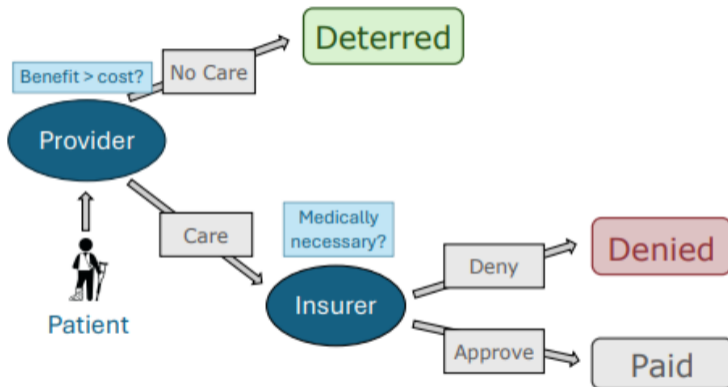 Deterred
Benefit > cost?
No Care
Provider
Medically
necessary?
Care
Denied
Deny
Patient
Insurer
Approve
Paid